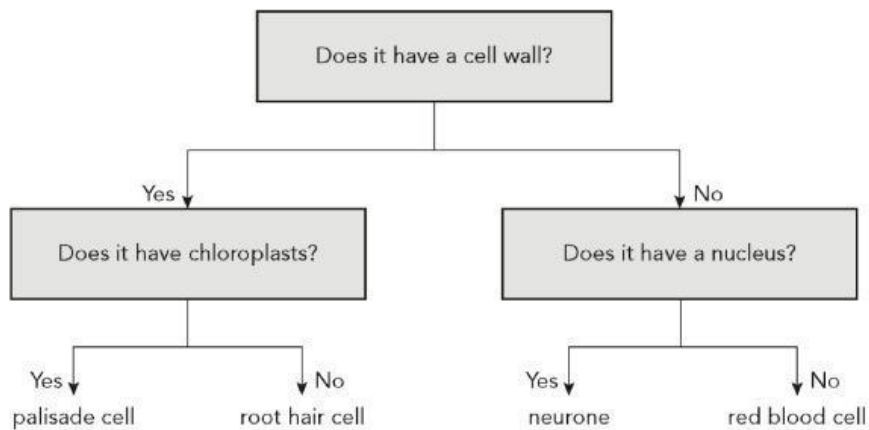 Does it have a cell wall?
Yes
No
Does it have chloroplasts?
Does it have a nucleus?
Yes
No
Yes
No
palisade cell
root hair cell
neurone
red blood cell